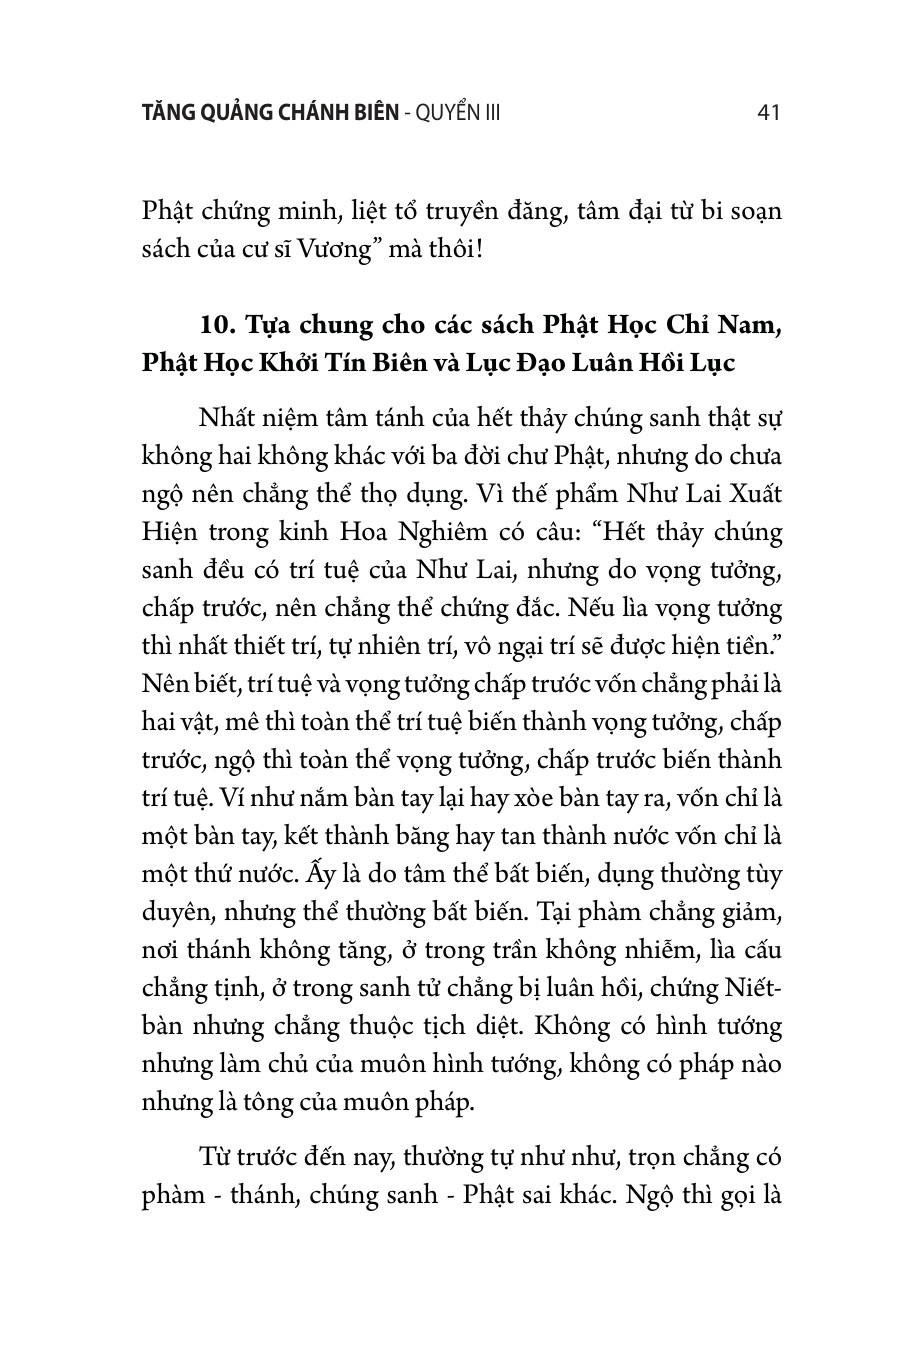 TĂNG QUẢNG CHÁNH BIÊN - QUYỂN III 41
Phật chứng minh, liệt tổ truyền đăng, tâm đại từ bi soạn
sách của cư sĩ Vương” mà thôi!
10. Tựa chung cho các sách Phật Học Chỉ Nam,
Phật Học Khởi Tín Biên và Lục Đạo Luân Hồi Lục
Nhất niệm tâm tánh của hết thảy chúng sanh thật sự
không hai không khác với ba đời chư Phật, nhưng do chưa
ngộ nên chẳng thể thọ dụng. Vì thế phẩm Như Lai Xuất
Hiện trong kinh Hoa Nghiêm có câu: “Hết thảy chúng
sanh đều có trí tuệ của Như Lai, nhưng do vọng tưởng,
chấp trước, nên chẳng thể chứng đắc. Nếu lìa vọng tưởng
thì nhất thiết trí, tự nhiên trí, vô ngại trí sẽ được hiện tiền.”
Nên biết, trí tuệ và vọng tưởng chấp trước vốn chẳng phải là
hai vật, mê thì toàn thể trí tuệ biến thành vọng tưởng, chấp
trước, ngộ thì toàn thể vọng tưởng, chấp trước biến thành
trí tuệ. Ví như nắm bàn tay lại hay xòe bàn tay ra, vốn chỉ là
một bàn tay, kết thành băng hay tan thành nước vốn chỉ là
một thứ nước. Ấy là do tâm thể bất biến, dụng thường tùy
duyên, nhưng thể thường bất biến. Tại phàm chẳng giảm,
nơi thánh không tăng, ở trong trần không nhiễm, lìa cấu
chẳng tịnh, ở trong sanh tử chẳng bị luân hồi, chứng Niết-
bàn nhưng chẳng thuộc tịch diệt. Không có hình tướng
nhưng làm chủ của muôn hình tướng, không có pháp nào
nhưng là tông của muôn pháp.
Từ trước đến nay, thường tự như như, trọn chẳng có
phàm - thánh, chúng sanh - Phật sai khác. Ngộ thì gọi là